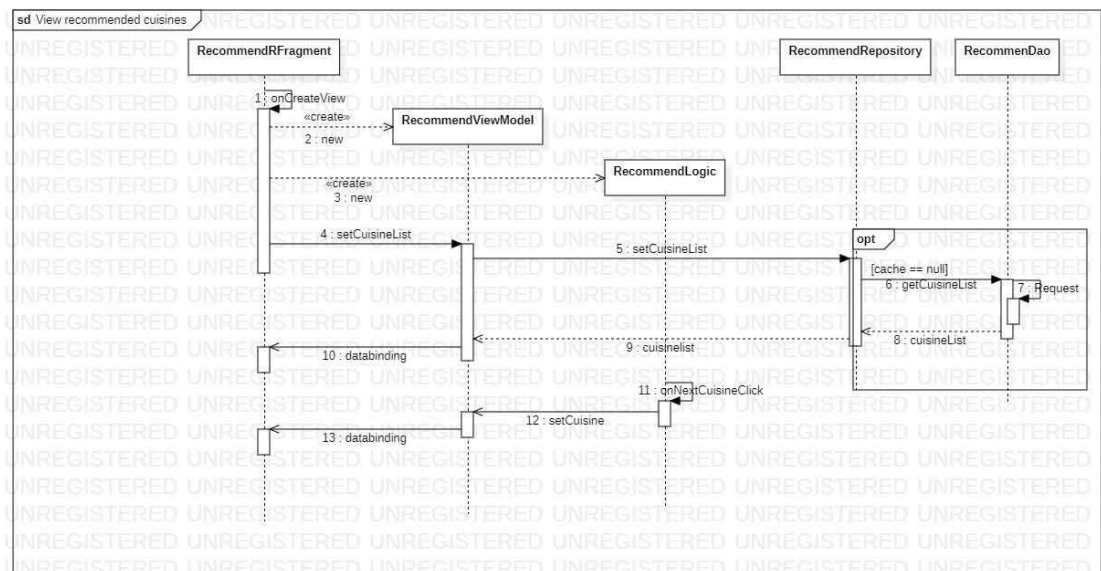 sd View recommended cuisines
RecommendRFragment
RecommendRepository
RecommenDao
1 : onCreateView
«create»
2 : new
RecommendViewModel
RecommendLogic
«create»
3 : new
4 : setCuisineList
5 : setCuisineList
opt
[cache == null]
6 : getCuisineList
7 : Request
8 : cuisineList
9 : cuisinelist
10 : databinding
11 : onNextCuisineClick
12 : setCuisine
13 : databinding
UNREGISTERED